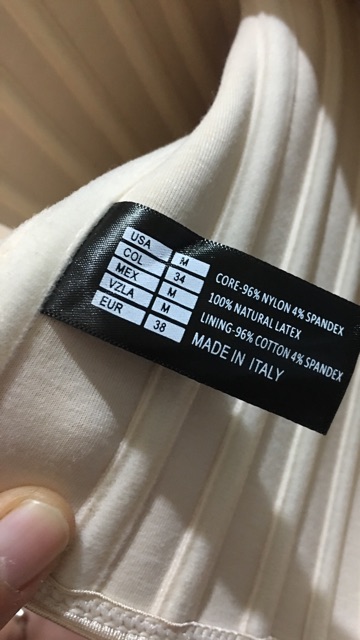 USA M
COL 34
MEX M
VZLA M
EUR 38
CORE-96% NYLON 4% SPANDEX
100% NATURAL LATEX
LINING-96% COTTON 4% SPANDEX
MADE IN ITALY